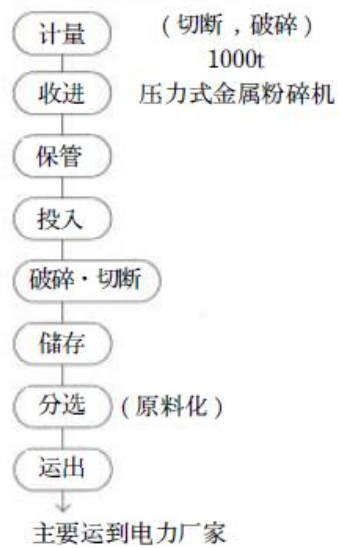 计量
(切断,破碎)
1000t
收进
压力式金属粉碎机
保管
投入
破碎·切断
储存
分选
(原料化)
运出
主要运到电力厂家